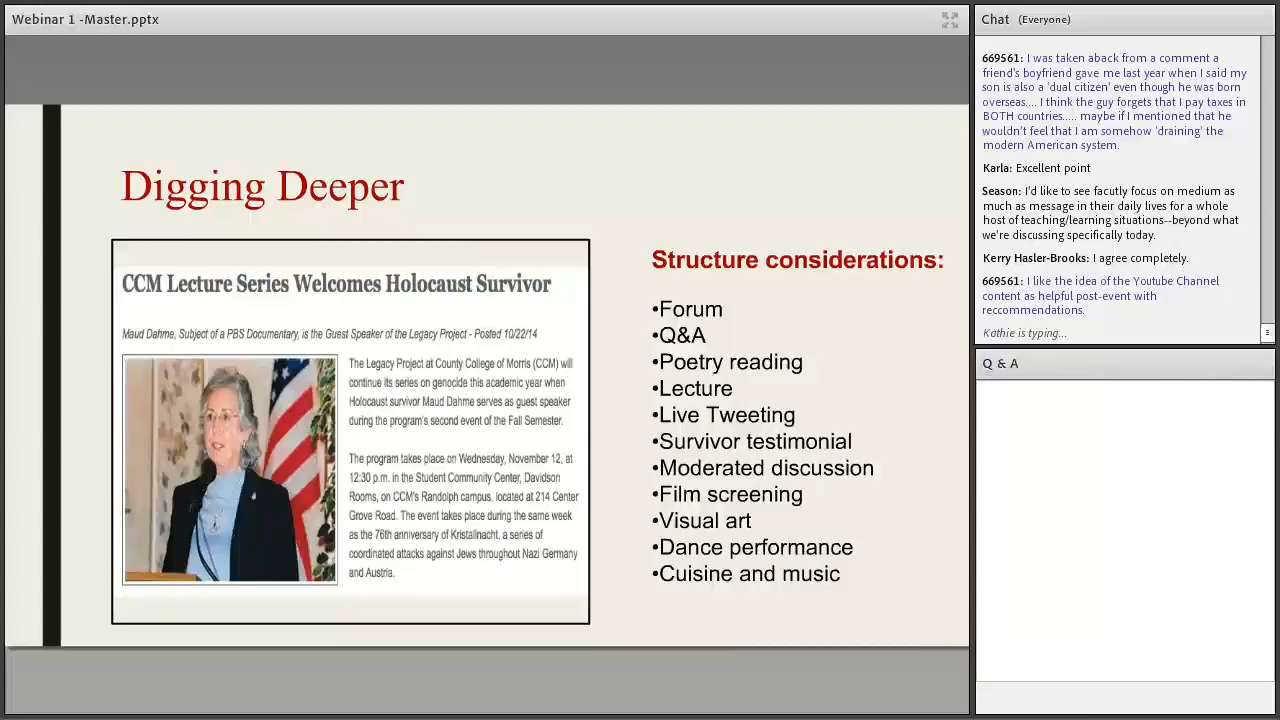 Webinar 1 -Master.pptx
Digging Deeper
CCM Lecture Series Welcomes Holocaust Survivor
Maud Dahme, Subject of a PBS Documentary, is the Guest Speaker of the Legacy Project - Posted 10/22/14
The Legacy Project at County College of Morris (CCM) will
continue its series on genocide this academic year when
Holocaust survivor Maud Dahme serves as guest speaker
during the program's second event of the Fall Semester.
The program takes place on Wednesday, November 12, at
12:30 p.m. in the Student Community Center, Davidson
Rooms, on CCM's Randolph campus, located at 214 Center
Grove Road. The event takes place during the same week
as the 76th anniversary of Kristallnacht, a series of
coordinated attacks against Jews throughout Nazi Germany
and Austria.
Structure considerations:
•Forum
•Q&A
•Poetry reading
•Lecture
•Live Tweeting
•Survivor testimonial
•Moderated discussion
•Film screening
•Visual art
•Dance performance
•Cuisine and music
Chat (Everyone)
669561: I was taken aback from a comment a
friend's boyfriend gave me last year when I said my
son is also a 'dual citizen' even though he was born
overseas.... I think the guy forgets that I pay taxes in
BOTH countries..... maybe if I mentioned that he
wouldn't feel that I am somehow 'draining' the
modern American system.
Karla: Excellent point
Season: I'd like to see facutly focus on medium as
much as message in their daily lives for a whole
host of teaching/learning situations--beyond what
we're discussing specifically today.
Kerry Hasler-Brooks: I agree completely.
669561: I like the idea of the Youtube Channel
content as helpful post-event with
reccommendations.
Kathie is typing...
Q & A